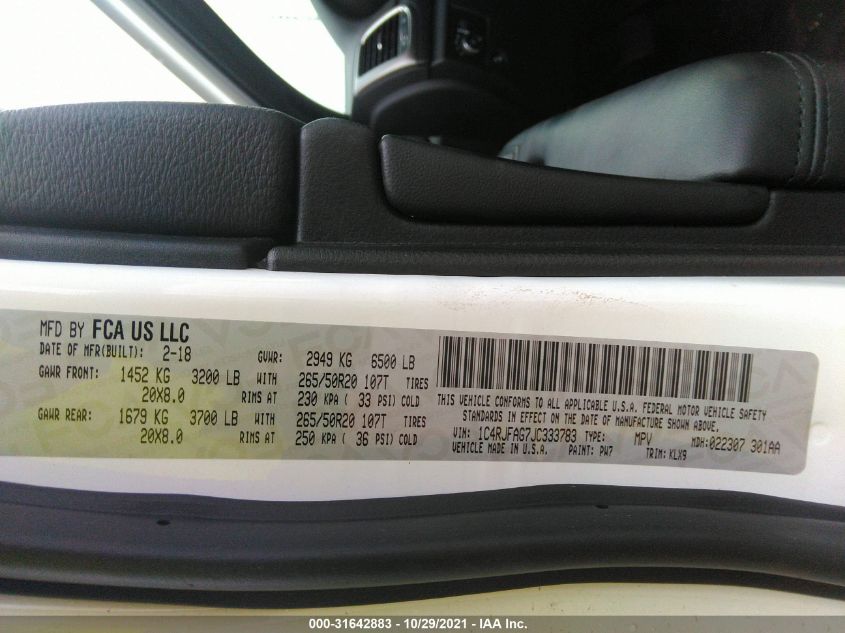 MFD BY FCA US LLC
DATE OF MFR(BUILT): 2-18 GVWR: 2949 KG 6500 LB
GAWR FRONT: 1452 KG 3200 LB WITH 265/50R20 107T TIRES
20X8.0 RIMS AT 230 KPA ( 33 PSI) COLD
GAWR REAR: 1679 KG 3700 LB WITH 265/50R20 107T TIRES
20X8.0 RIMS AT 250 KPA ( 36 PSI) COLD
THIS VEHICLE CONFORMS TO ALL APPLICABLE U.S.A. FEDERAL MOTOR VEHICLE SAFETY
STANDARDS IN EFFECT ON THE DATE OF MANUFACTURE SHOWN ABOVE.
VIN: 1C4RJFAG7JC333783 TYPE: MPV MDH:022307 301AA
VEHICLE MADE IN U.S.A. PAINT: PW7 TRIM: KLX9
000-31642883 - 10/29/2021 - IAA Inc.